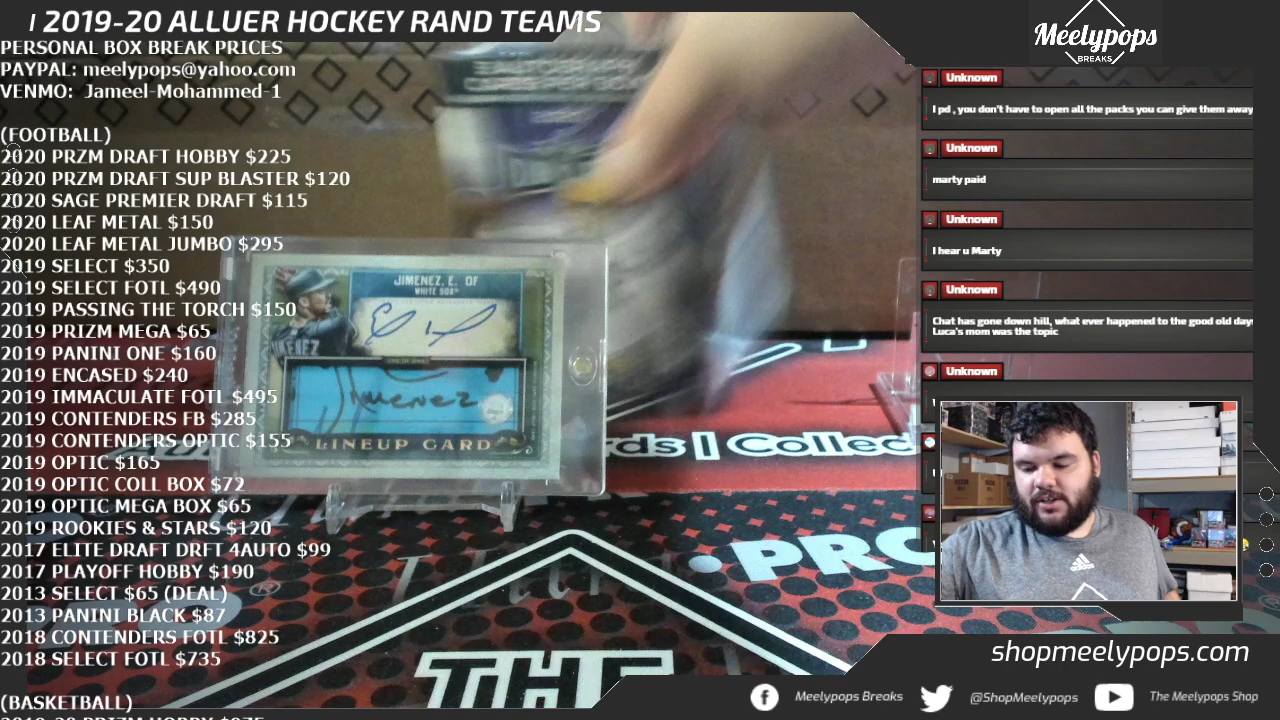 I 2019-20 ALLUER HOCKEY RAND TEAMS
PERSONAL BOX BREAK PRICES
PAYPAL: meelypops@yahoo.com
VENMO: Jameel-Mohammed-1
(FOOTBALL)
2020 PRZM DRAFT HOBBY $225
2020 PRZM DRAFT SUP BLASTER $120
2020 SAGE PREMIER DRAFT $115
2020 LEAF METAL $150
2020 LEAF METAL JUMBO $295
2019 SELECT $350
2019 SELECT FOTL $490
2019 PASSING THE TORCH $150
2019 PRIZM MEGA $65
2019 PANINI ONE $160
2019 ENCASED $240
2019 IMMACULATE FOTL $495
2019 CONTENDERS FB $285
2019 CONTENDERS OPTIC $155
2019 OPTIC $165
2019 OPTIC COLL BOX $72
2019 OPTIC MEGA BOX $65
2019 ROOKIES & STARS $120
2017 ELITE DRAFT DRFT 4AUTO $99
2017 PLAYOFF HOBBY $190
2013 SELECT $65 (DEAL)
2013 PANINI BLACK $87
2018 CONTENDERS FOTL $825
2018 SELECT FOTL $735
(BASKETBALL)
JIMENEZ, E. OF
WHITE SOX
JIMENEZ
Jimenez
LINEUP CARD
rds | Collec
PRO
THE
Meelypops
BREAKS
Unknown
I pd , you don't have to open all the packs you can give them away
Unknown
marty paid
Unknown
I hear u Marty
Unknown
Chat has gone down hill, what ever happened to the good old day
Luca's mom was the topic
Unknown
adidas
shopmeelypops.com
Meelypops Breaks
@ShopMeelypops
The Meelypops Shop